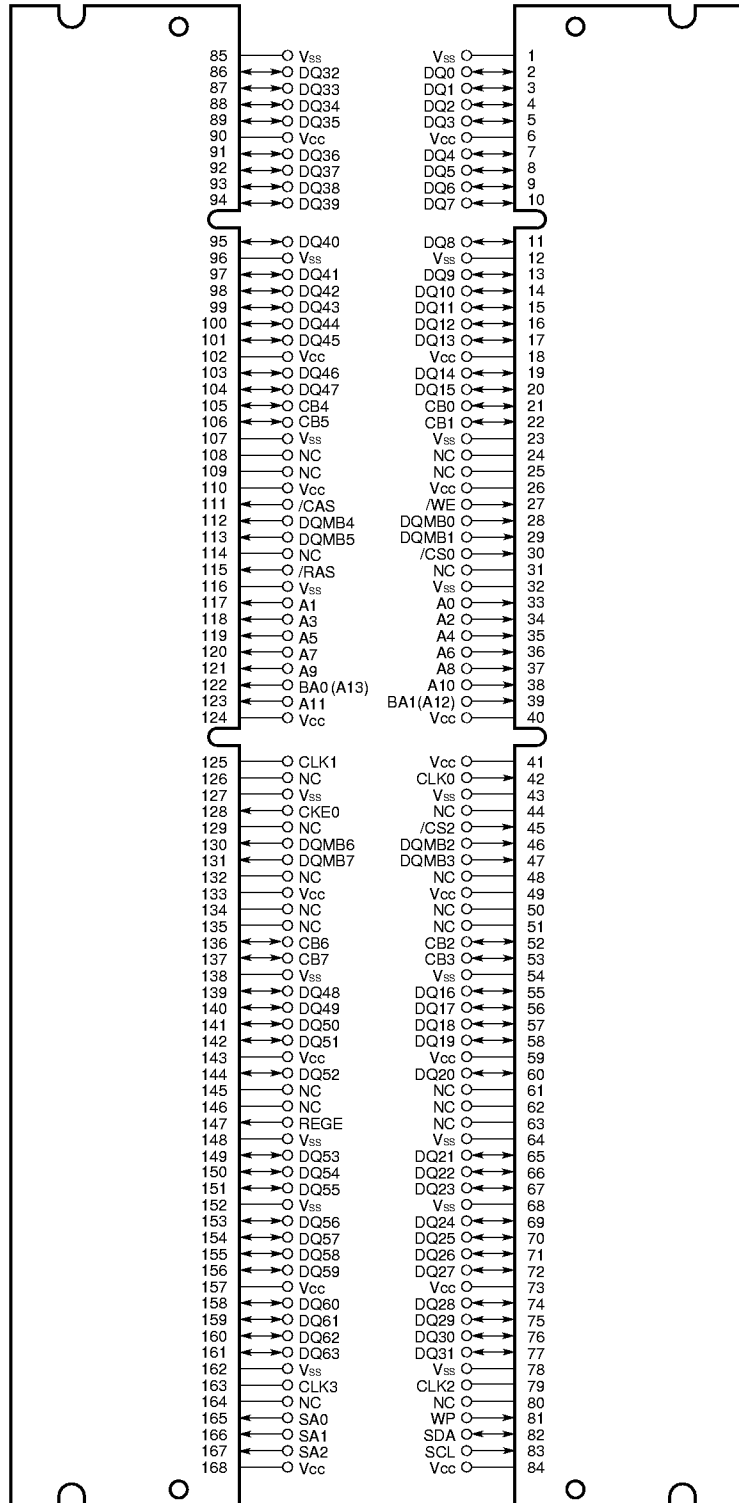 85 Vss Vss 1
86 DQ32 DQ0 2
87 DQ33 DQ1 3
88 DQ34 DQ2 4
89 DQ35 DQ3 5
90 Vcc Vcc 6
91 DQ36 DQ4 7
92 DQ37 DQ5 8
93 DQ38 DQ6 9
94 DQ39 DQ7 10
95 DQ40 DQ8 11
96 Vss Vss 12
97 DQ41 DQ9 13
98 DQ42 DQ10 14
99 DQ43 DQ11 15
100 DQ44 DQ12 16
101 DQ45 DQ13 17
102 Vcc Vcc 18
103 DQ46 DQ14 19
104 DQ47 DQ15 20
105 CB4 CB0 21
106 CB5 CB1 22
107 Vss Vss 23
108 NC NC 24
109 NC NC 25
110 Vcc Vcc 26
111 /CAS /WE 27
112 DQMB4 DQMB0 28
113 DQMB5 DQMB1 29
114 NC /CS0 30
115 /RAS NC 31
116 Vss Vss 32
117 A1 A0 33
118 A3 A2 34
119 A5 A4 35
120 A7 A6 36
121 A9 A8 37
122 BA0 (A13) A10 38
123 A11 BA1(A12) 39
124 Vcc Vcc 40
125 CLK1 Vcc 41
126 NC CLK0 42
127 Vss Vss 43
128 CKE0 NC 44
129 NC /CS2 45
130 DQMB6 DQMB2 46
131 DQMB7 DQMB3 47
132 NC NC 48
133 Vcc Vcc 49
134 NC NC 50
135 NC NC 51
136 CB6 CB2 52
137 CB7 CB3 53
138 Vss Vss 54
139 DQ48 DQ16 55
140 DQ49 DQ17 56
141 DQ50 DQ18 57
142 DQ51 DQ19 58
143 Vcc Vcc 59
144 DQ52 DQ20 60
145 NC NC 61
146 NC NC 62
147 REGE NC 63
148 Vss Vss 64
149 DQ53 DQ21 65
150 DQ54 DQ22 66
151 DQ55 DQ23 67
152 Vss Vss 68
153 DQ56 DQ24 69
154 DQ57 DQ25 70
155 DQ58 DQ26 71
156 DQ59 DQ27 72
157 Vcc Vcc 73
158 DQ60 DQ28 74
159 DQ61 DQ29 75
160 DQ62 DQ30 76
161 DQ63 DQ31 77
162 Vss Vss 78
163 CLK3 CLK2 79
164 NC NC 80
165 SA0 WP 81
166 SA1 SDA 82
167 SA2 SCL 83
168 Vcc Vcc 84